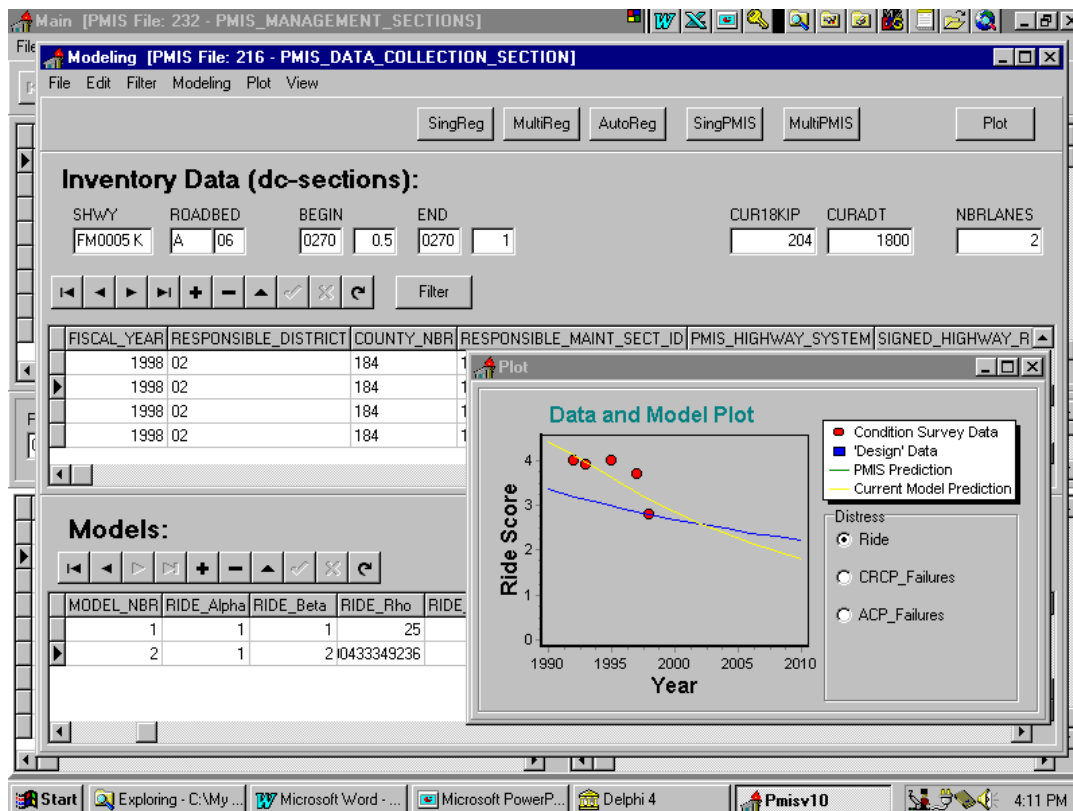 Main [PMIS File: 232 - PMIS_MANAGEMENT_SECTIONS]
File
Modeling [PMIS File: 216 - PMIS_DATA_COLLECTION_SECTION]
File Edit Filter Modeling Plot View
SingReg MultiReg AutoReg SingPMIS MultiPMIS Plot
Inventory Data (dc-sections):
SHWY ROADBED BEGIN END CUR18KIP CURADT NBRLANES
FM0005 K A 06 0270 0.5 0270 1 204 1800 2
Filter
FISCAL_YEAR RESPONSIBLE_DISTRICT COUNTY_NBR RESPONSIBLE_MAINT_SECT_ID PMIS_HIGHWAY_SYSTEM SIGNED_HIGHWAY_R
1998 02 184
1998 02 184
1998 02 184
1998 02 184
Plot
Data and Model Plot
Condition Survey Data
'Design' Data
PMIS Prediction
Current Model Prediction
Ride Score
4
3
2
1
0
1990 1995 2000 2005 2010
Year
Distress
Ride
CRCP_Failures
ACP_Failures
Models:
MODEL_NBR RIDE_Alpha RIDE_Beta RIDE_Rho RIDE_
1 1 1 25
2 1 2 0433349236
Start Exploring - C:\My ... Microsoft Word - ... Microsoft PowerP... Delphi 4 Pmisv10 4:11 PM